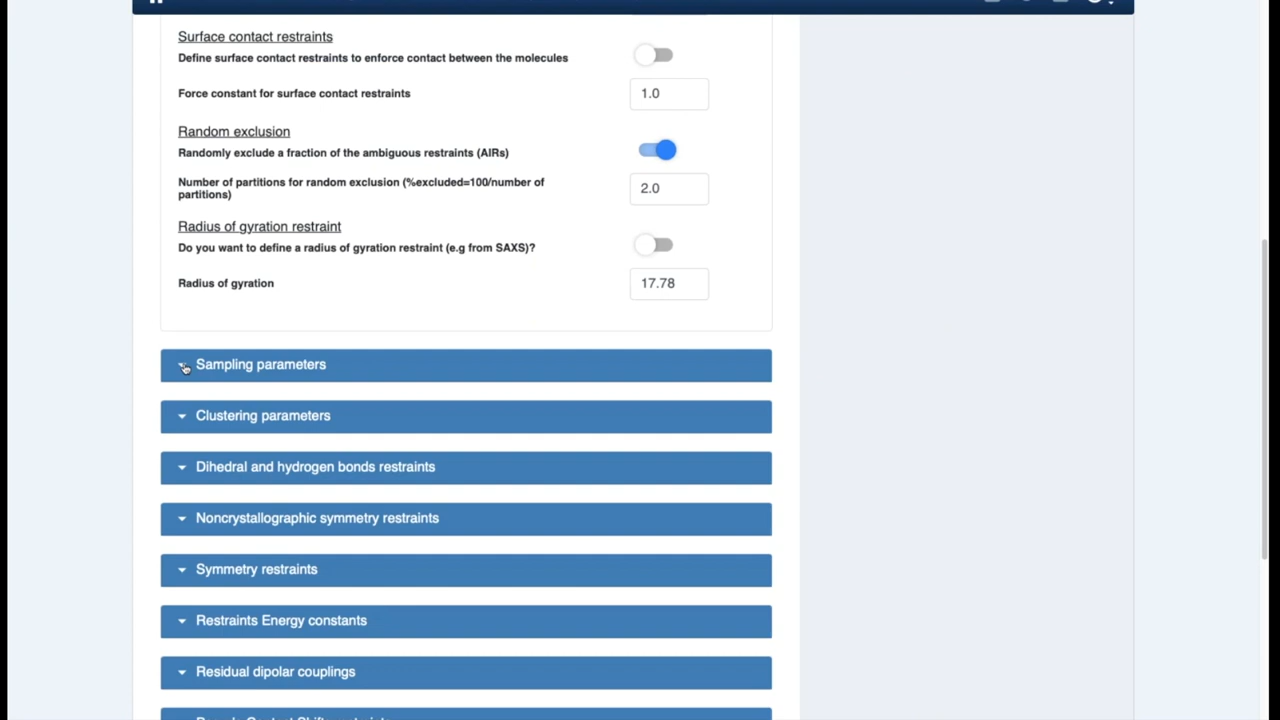 Surface contact restraints
Define surface contact restraints to enforce contact between the molecules
Force constant for surface contact restraints
1.0
Random exclusion
Randomly exclude a fraction of the ambiguous restraints (AIRs)
Number of partitions for random exclusion (%excluded=100/number of
partitions)
2.0
Radius of gyration restraint
Do you want to define a radius of gyration restraint (e.g from SAXS)?
Radius of gyration
17.78
Sampling parameters
Clustering parameters
Dihedral and hydrogen bonds restraints
Noncrystallographic symmetry restraints
Symmetry restraints
Restraints Energy constants
Residual dipolar couplings